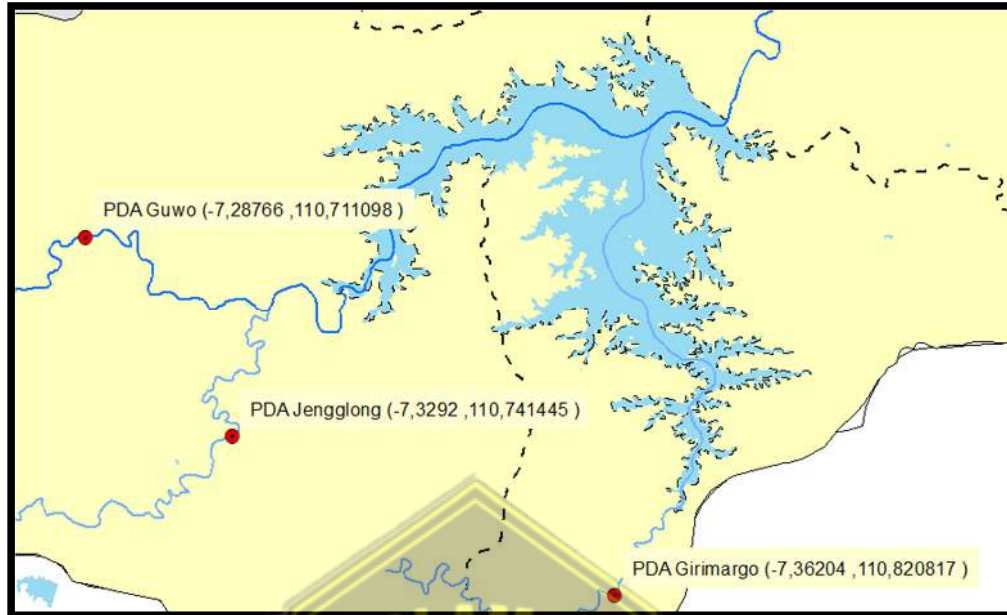 PDA Guwo (-7,28766 ,110,711098 )
PDA Jengglong (-7,3292 ,110,741445 )
PDA Girimargo (-7,36204 ,110,820817 )